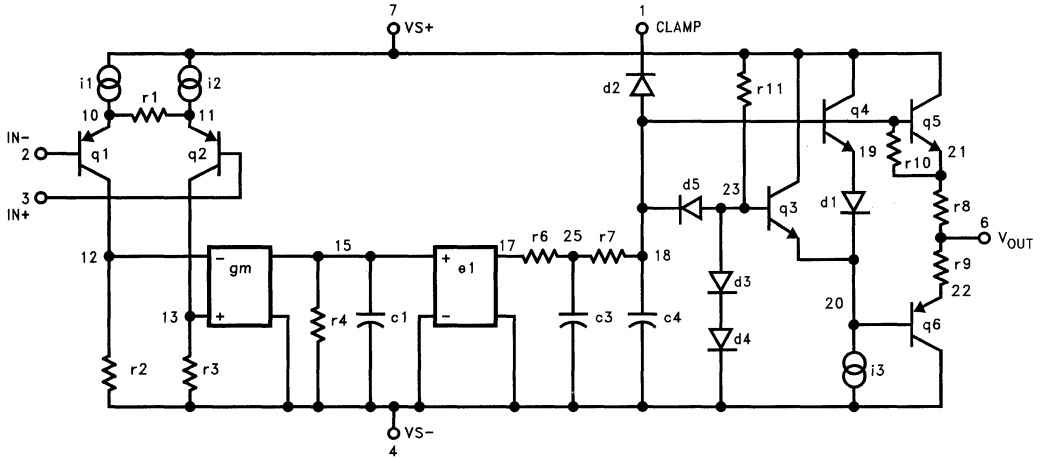 7
VS+
1
CLAMP
i1
i2
d2
r11
r1
10
11
q4
q5
IN-
2
q1
q2
19
r10
21
3
IN+
d5
23
q3
d1
r8
6
VOUT
12
gm
-
15
+
e1
17
r6
25
r7
18
r9
22
13
+
r4
c1
-
c3
c4
d3
20
q6
r2
r3
d4
i3
VS-
4